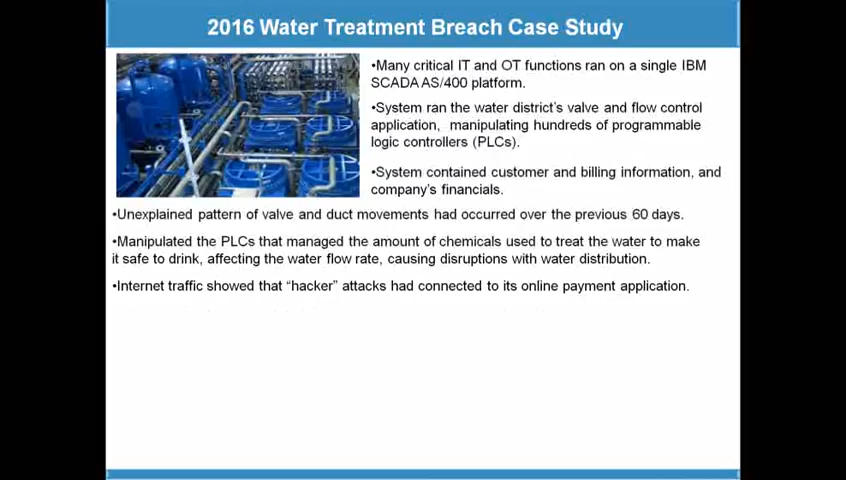 2016 Water Treatment Breach Case Study
•Many critical IT and OT functions ran on a single IBM
SCADA AS/400 platform.
•System ran the water district's valve and flow control
application, manipulating hundreds of programmable
logic controllers (PLCs).
•System contained customer and billing information, and
company's financials.
•Unexplained pattern of valve and duct movements had occurred over the previous 60 days.
•Manipulated the PLCs that managed the amount of chemicals used to treat the water to make
it safe to drink, affecting the water flow rate, causing disruptions with water distribution.
•Internet traffic showed that “hacker” attacks had connected to its online payment application.